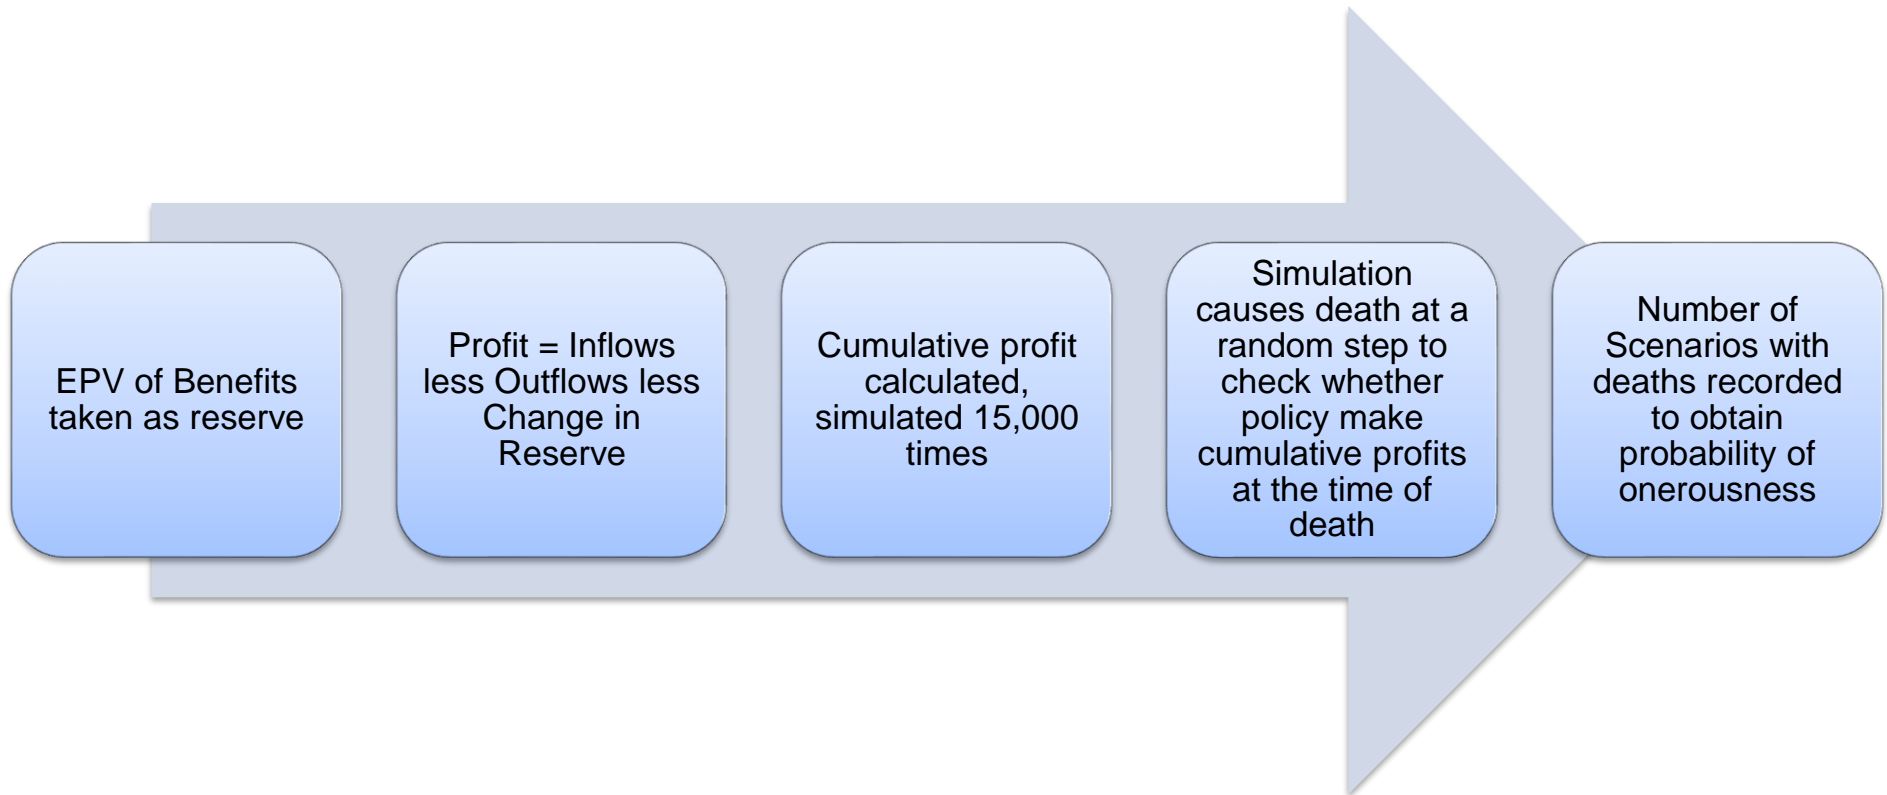 EPV of Benefits
taken as reserve
Profit = Inflows
less Outflows less
Change in
Reserve
Cumulative profit
calculated,
simulated 15,000
times
Simulation
causes death at a
random step to
check whether
policy make
cumulative profits
at the time of
death
Number of
Scenarios with
deaths recorded
to obtain
probability of
onerousness